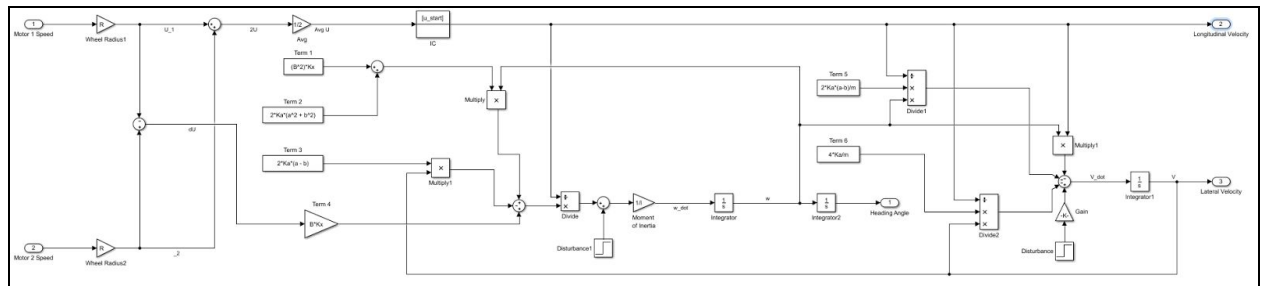 1
Motor 1 Speed
R
Wheel Radius1
U_1
2U
1/2
Avg
Avg U
[u_start]
IC
2
Longitudinal Velocity
Term 1
(B^2)*Kx
Term 2
2*Ka*(a^2 + b^2)
Multiply
×
Term 5
2*Ka*(a-b)/m
÷
×
×
Divide1
dU
Term 3
2*Ka*(a - b)
×
Multiply1
Term 6
4*Ka/m
×
Multiply1
Term 4
B*Kx
÷
×
Divide
1/I
Moment
of Inertia
w_dot
1
s
Integrator
w
1
s
Integrator2
1
Heading Angle
V_dot
1
s
Integrator1
V
3
Lateral Velocity
÷
×
×
Divide2
-K-
Gain
Disturbance1
Disturbance
2
Motor 2 Speed
R
Wheel Radius2
_2